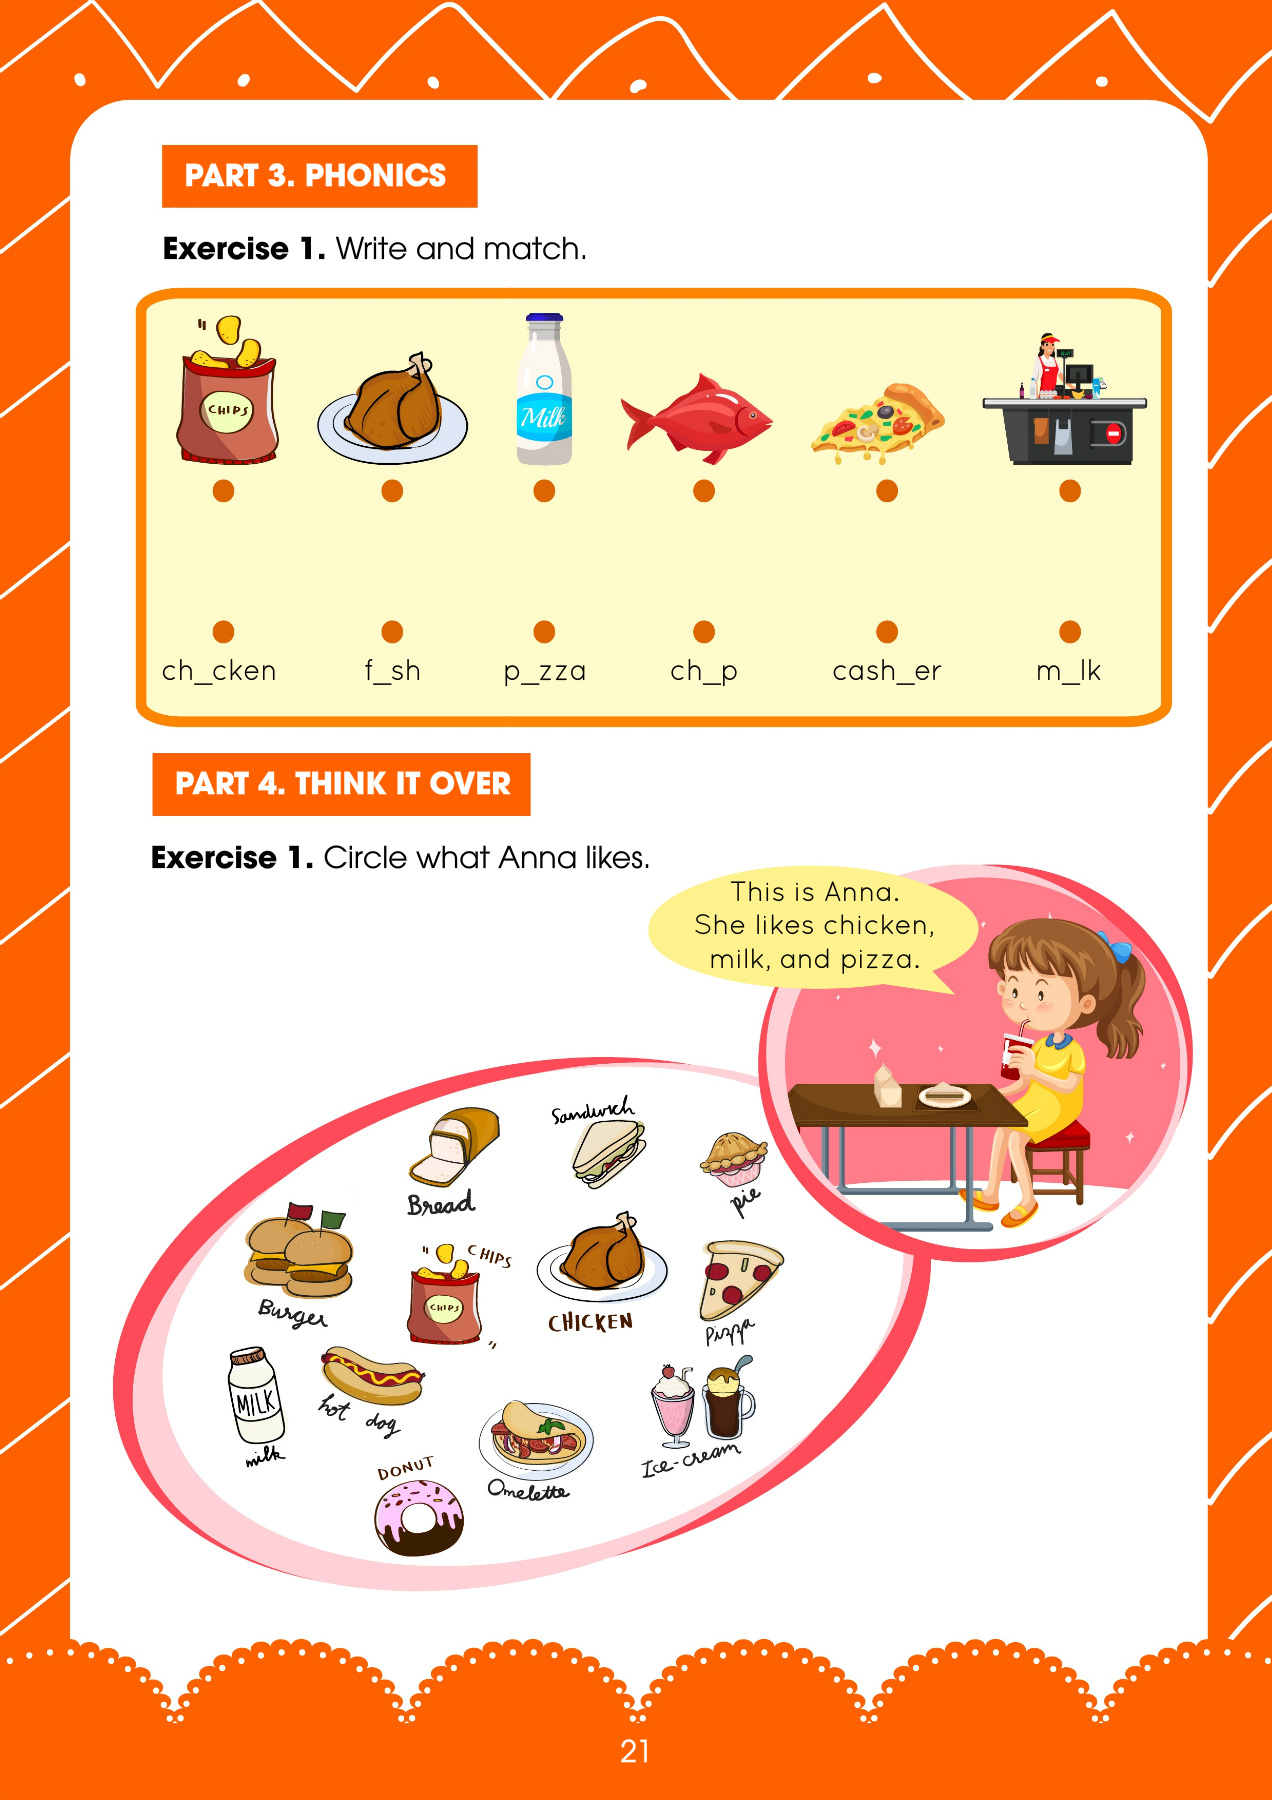 PART 3. PHONICS
Exercise 1. Write and match.
CHIPS
Milk
ch_cken f_sh p_zza ch_p cash_er m_lk
PART 4. THINK IT OVER
Exercise 1. Circle what Anna likes.
This is Anna.
She likes chicken,
milk, and pizza.
Sandwich
Bread
pie
CHIPS
CHIPS
Burger
CHICKEN
Pizza
MILK
milk
hot dog
Ice-cream
DONUT
Omelette
21